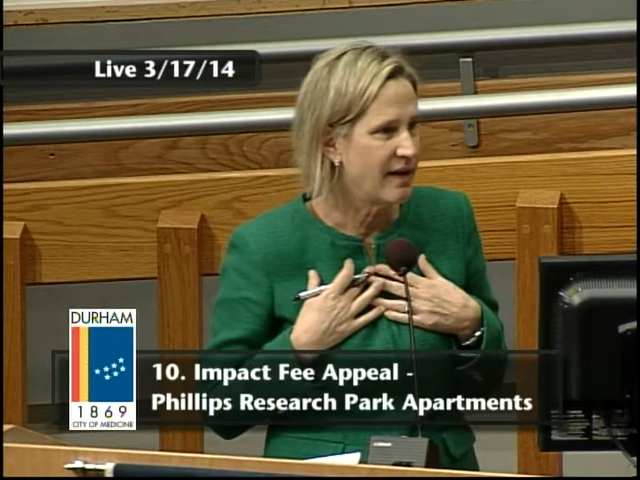 Live 3/17/14
DURHAM
1869
CITY OF MEDICINE
10. Impact Fee Appeal -
Phillips Research Park Apartments